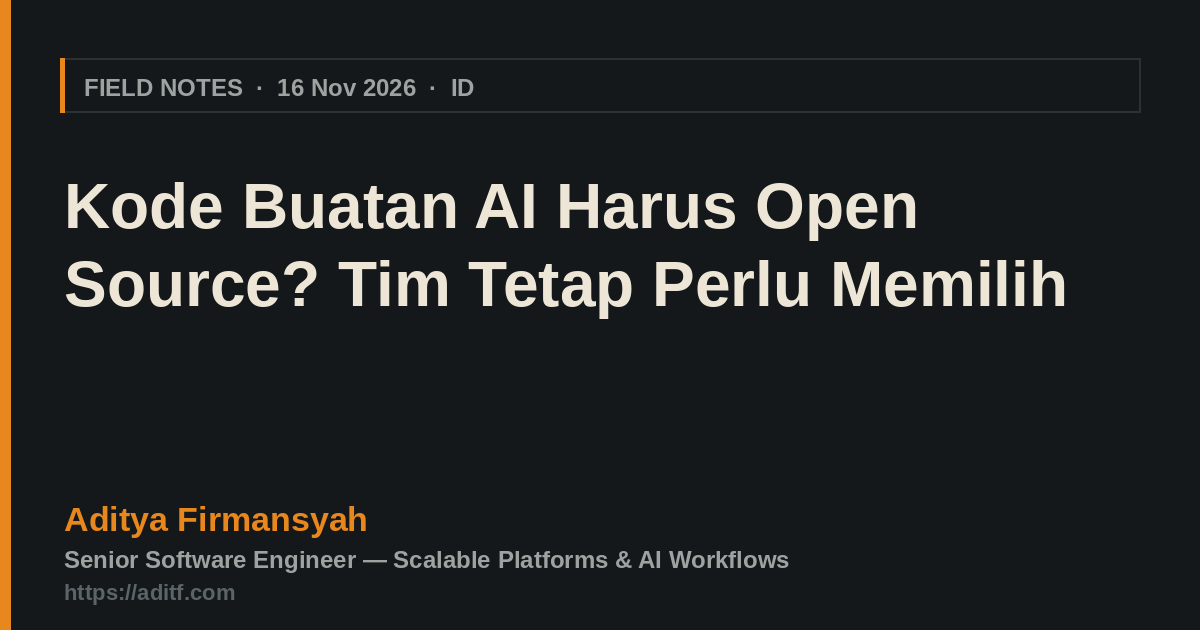 FIELD NOTES · 16 Nov 2026 · ID
Kode Buatan AI Harus Open
Source? Tim Tetap Perlu Memilih
Aditya Firmansyah
Senior Software Engineer — Scalable Platforms & AI Workflows
https://aditf.com